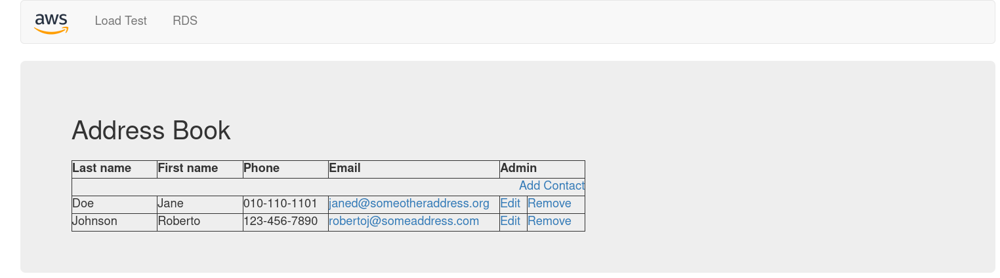 aws Load Test RDS
Address Book
Last name First name Phone Email Admin
Add Contact
Doe Jane 010-110-1101 janed@someotheraddress.org Edit Remove
Johnson Roberto 123-456-7890 robertoj@someaddress.com Edit Remove